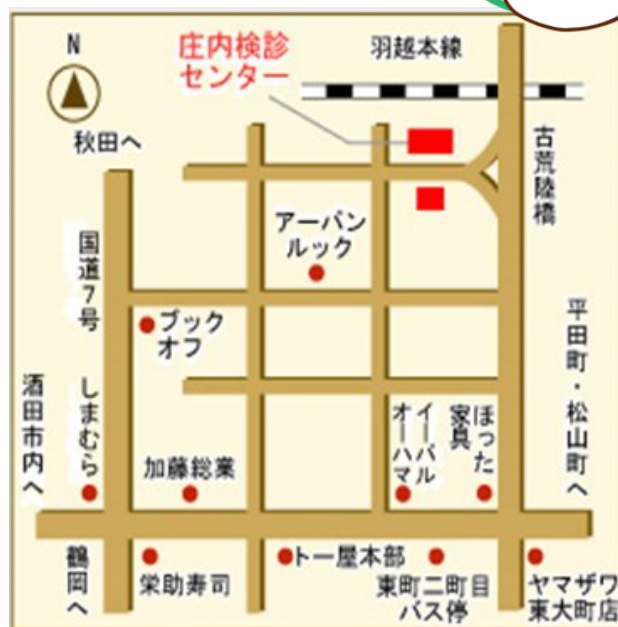 N
庄内検診
センター
羽越本線
秋田へ
古荒陸橋
アーバン
ルック
国道7号
ブック
オフ
平田町・松山町へ
酒田市内へ
しまむら
加藤総業
イーバル
オーハマ
ほった
家具
鶴岡へ
栄助寿司
トー屋本部
東町二町目
バス停
ヤマザワ
東大町店